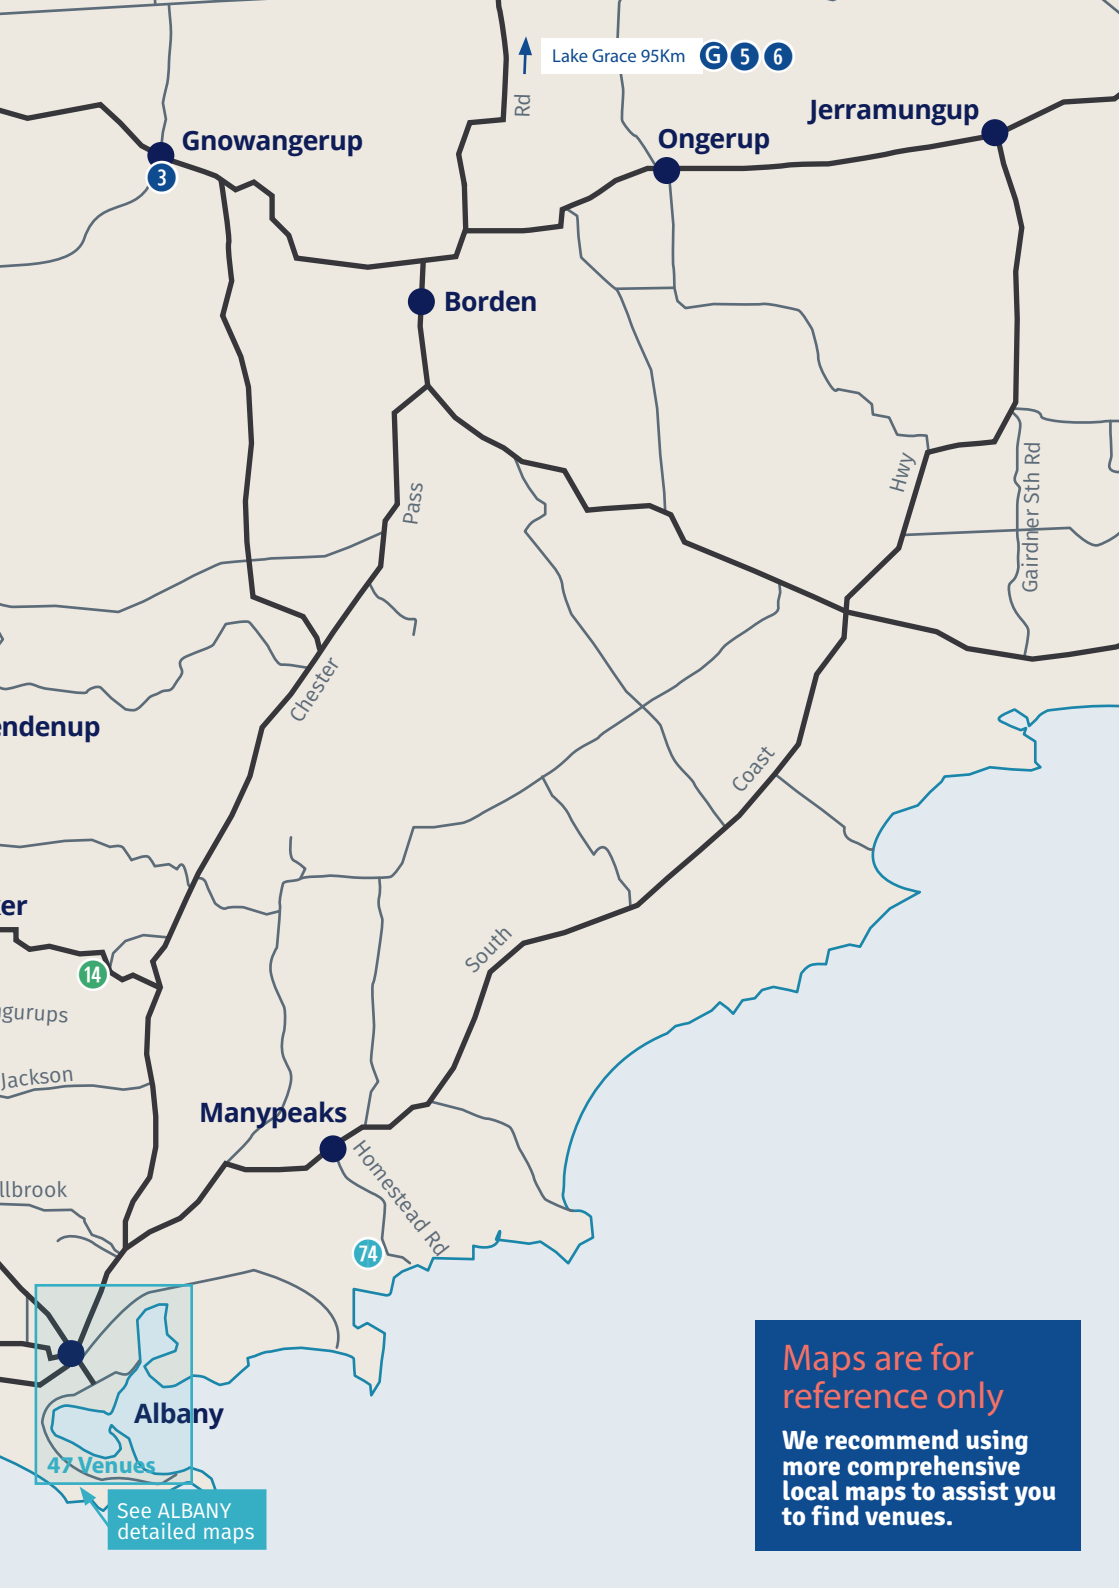 Lake Grace 95Km G 5 6
Rd
Jerramungup
Gnowangerup
Ongerup
3
Borden
Hwy
Gairdner Sth Rd
Pass
Chester
endenup
Coast
er
South
14
gurups
Jackson
Manypeaks
Homestead Rd
llbrook
74
Albany
47 Venues
See ALBANY
detailed maps
Maps are for
reference only
We recommend using
more comprehensive
local maps to assist you
to find venues.